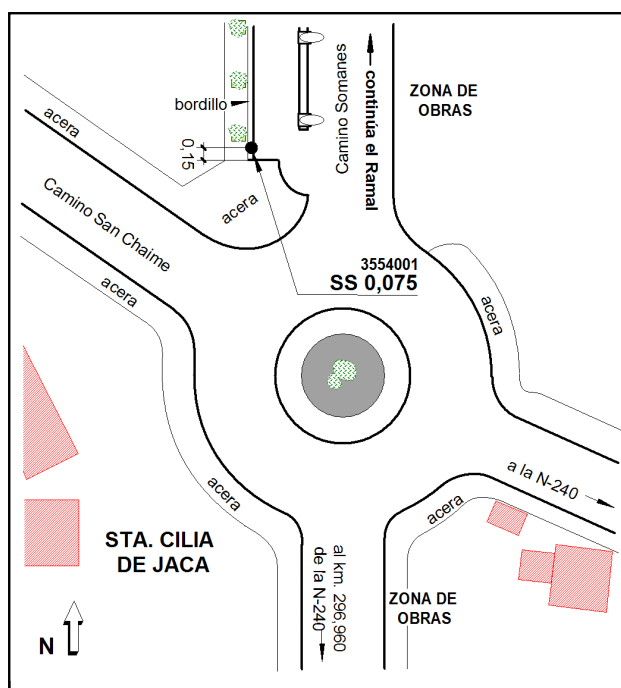 acera
bordillo
0,15
Camino Somanes
continúa el Ramal
ZONA DE
OBRAS
Camino San Chaime
acera
3554001
SS 0,075
acera
acera
acera
a la N-240
acera
STA. CILIA
DE JACA
al km. 296,960
de la N-240
ZONA DE
OBRAS
acera
N